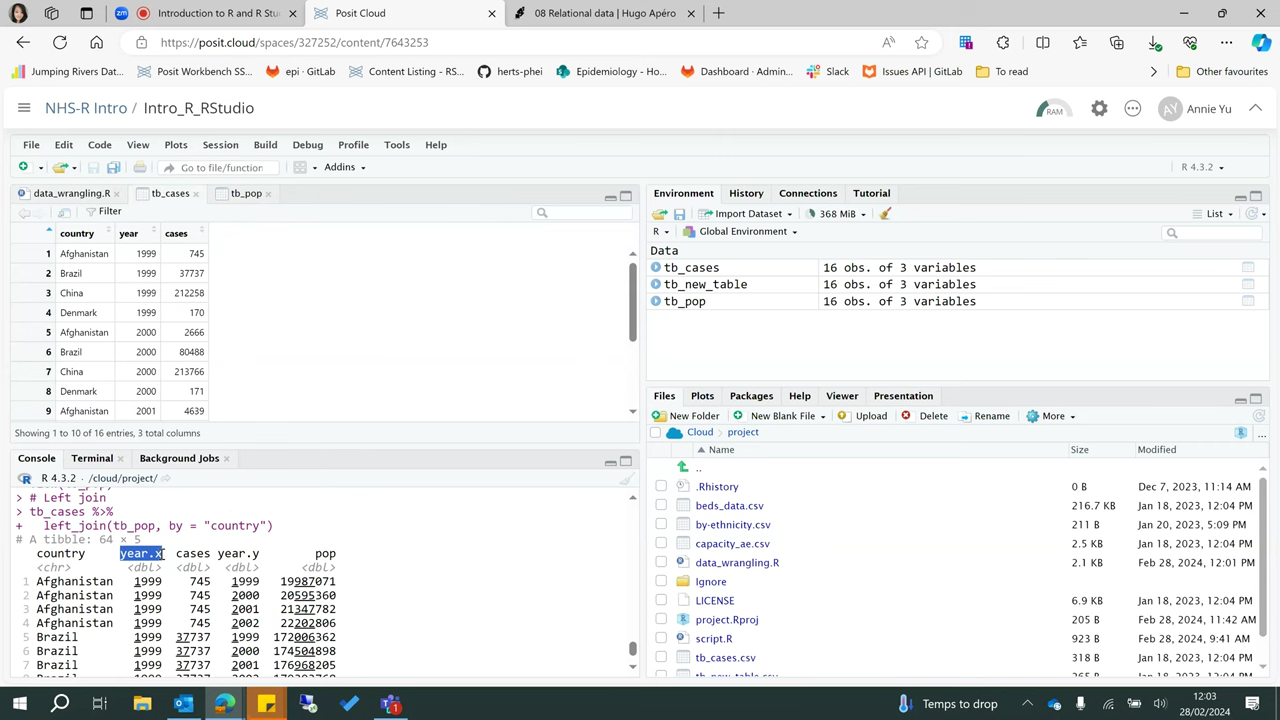 Introduction to R and R Stu
Posit Cloud
08 Relational data | Hugo Apéro
https://posit.cloud/spaces/327252/content/7643253
Jumping Rivers Dat...
Posit Workbench SS...
epi · GitLab
Content Listing - RS...
herts-phei
Epidemiology - Ho...
Dashboard · Admin...
Slack
Issues API | GitLab
To read
Other favourites
NHS-R Intro / Intro_R_RStudio
RAM
AY
Annie Yu
File Edit Code View Plots Session Build Debug Profile Tools Help
Go to file/function
Addins
R 4.3.2
data_wrangling.R
tb_cases
tb_pop
Filter
country year cases
1 Afghanistan 1999 745
2 Brazil 1999 37737
3 China 1999 212258
4 Denmark 1999 170
5 Afghanistan 2000 2666
6 Brazil 2000 80488
7 China 2000 213766
8 Denmark 2000 171
9 Afghanistan 2001 4639
Showing 1 to 10 of 16 entries, 3 total columns
Console Terminal Background Jobs
R 4.3.2 · /cloud/project/
> # Left join
> tb_cases %>%
+ left_join(tb_pop, by = "country")
# A tibble: 64 × 5
country year.x cases year.y pop
<chr> <dbl> <dbl> <dbl> <dbl>
1 Afghanistan 1999 745 1999 19987071
2 Afghanistan 1999 745 2000 20595360
3 Afghanistan 1999 745 2001 21347782
4 Afghanistan 1999 745 2002 22202806
5 Brazil 1999 37737 1999 172006362
6 Brazil 1999 37737 2000 174504898
7 Brazil 1999 37737 2001 176968205
Environment History Connections Tutorial
Import Dataset
368 MiB
List
R
Global Environment
Data
tb_cases 16 obs. of 3 variables
tb_new_table 16 obs. of 3 variables
tb_pop 16 obs. of 3 variables
Files Plots Packages Help Viewer Presentation
New Folder New Blank File Upload Delete Rename More
Cloud project
Name Size Modified
..
.Rhistory 0 B Dec 7, 2023, 11:14 AM
beds_data.csv 216.7 KB Jan 18, 2023, 12:04 PM
by-ethnicity.csv 211 B Jan 20, 2023, 5:09 PM
capacity_ae.csv 2.5 KB Jan 18, 2023, 12:04 PM
data_wrangling.R 2.1 KB Feb 28, 2024, 12:01 PM
Ignore
LICENSE 6.9 KB Jan 18, 2023, 12:04 PM
project.Rproj 205 B Feb 28, 2024, 11:42 AM
script.R 923 B Feb 28, 2024, 9:41 AM
tb_cases.csv 318 B Jan 18, 2023, 12:04 PM
Temps to drop
12:03
28/02/2024